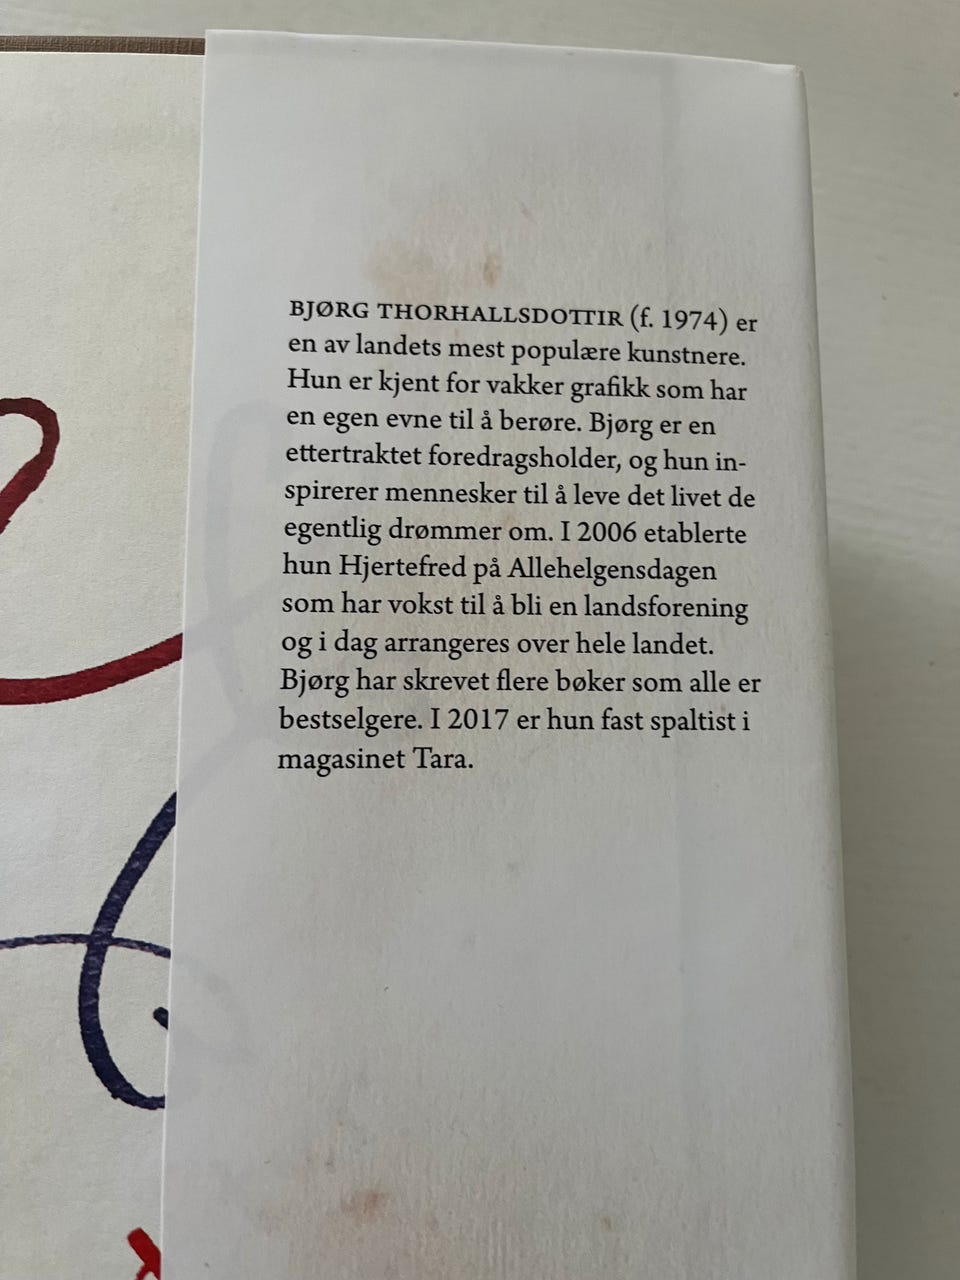 BJØRG THORHALLSDOTTIR (f. 1974) er
en av landets mest populære kunstnere.
Hun er kjent for vakker grafikk som har
en egen evne til å berøre. Bjørg er en
ettertraktet foredragsholder, og hun in-
spirerer mennesker til å leve det livet de
egentlig drømmer om. I 2006 etablerte
hun Hjertefred på Allehelgensdagen
som har vokst til å bli en landsforening
og i dag arrangeres over hele landet.
Bjørg har skrevet flere bøker som alle er
bestselgere. I 2017 er hun fast spaltist i
magasinet Tara.